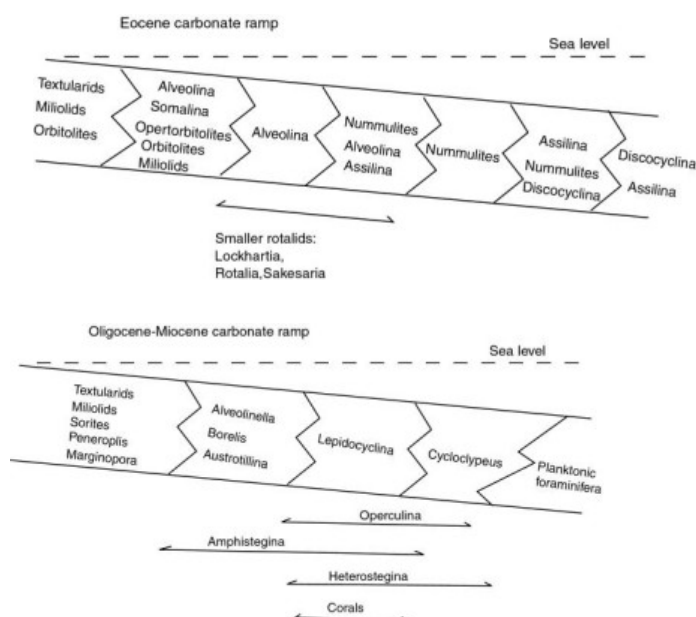 Eocene carbonate ramp
Sea level
Textularids
Miliolids
Orbitolites
Alveolina
Somalina
Opertorbitolites
Orbitolites
Miliolids
Alveolina
Nummulites
Alveolina
Assilina
Nummulites
Assilina
Nummulites
Discocyclina
Discocyclina
Assilina
Smaller rotalids:
Lockhartia,
Rotalia,Sakesaria
Oligocene-Miocene carbonate ramp
Sea level
Textularids
Miliolids
Sorites
Peneroplis
Marginopora
Alveolinella
Borelis
Austrotillina
Lepidocyclina
Cycloclypeus
Planktonic
foraminifera
Operculina
Amphistegina
Heterostegina
Corals